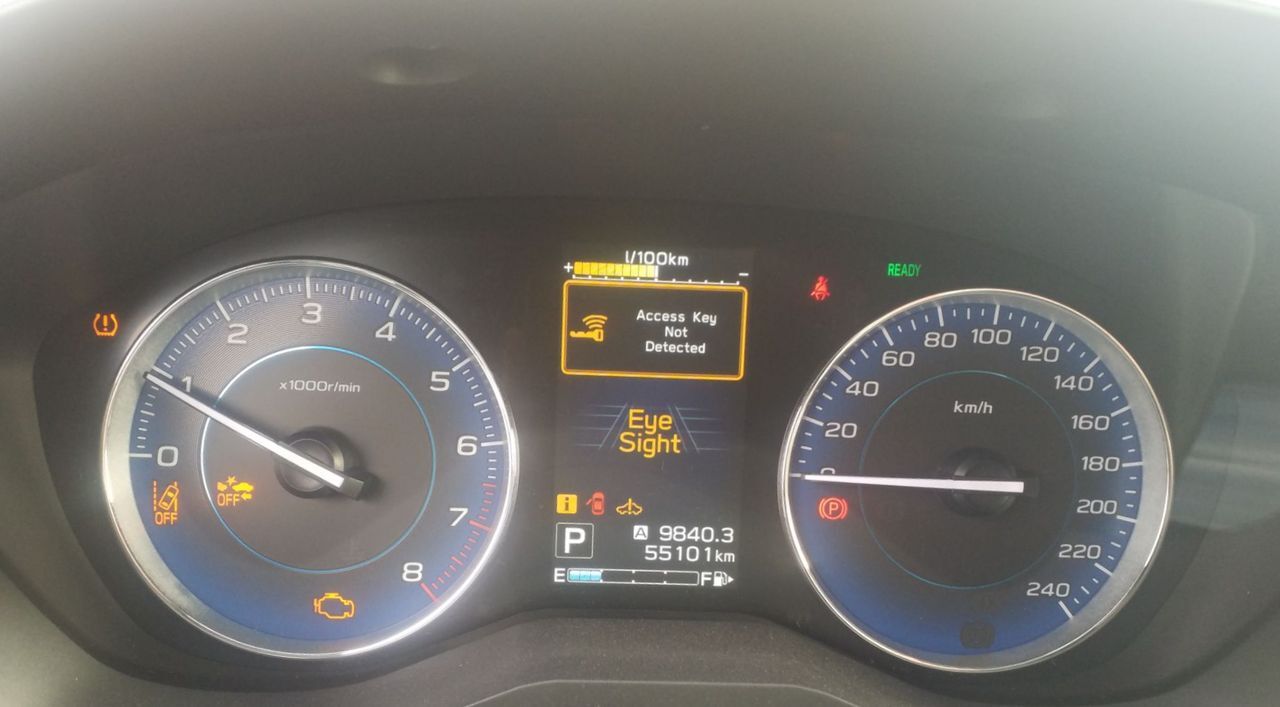 l/100km
+ -
Access Key
Not
Detected
READY
0
1
2
3
4
5
6
7
8
x1000r/min
OFF
OFF
Eye
Sight
i
P
A 9840.3
55101km
E F
0
20
40
60
80
100
120
140
160
180
200
220
240
km/h
P